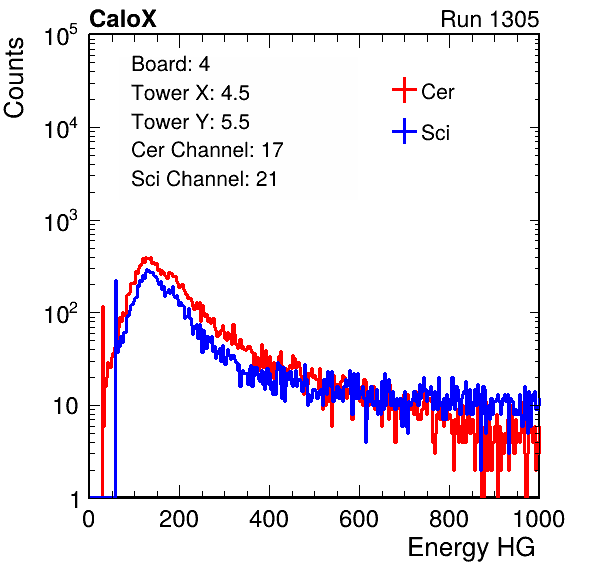 CaloX Run 1305
Counts
10^5
10^4
10^3
10^2
10
1
Board: 4
Tower X: 4.5
Tower Y: 5.5
Cer Channel: 17
Sci Channel: 21
Cer
Sci
0 200 400 600 800 1000
Energy HG